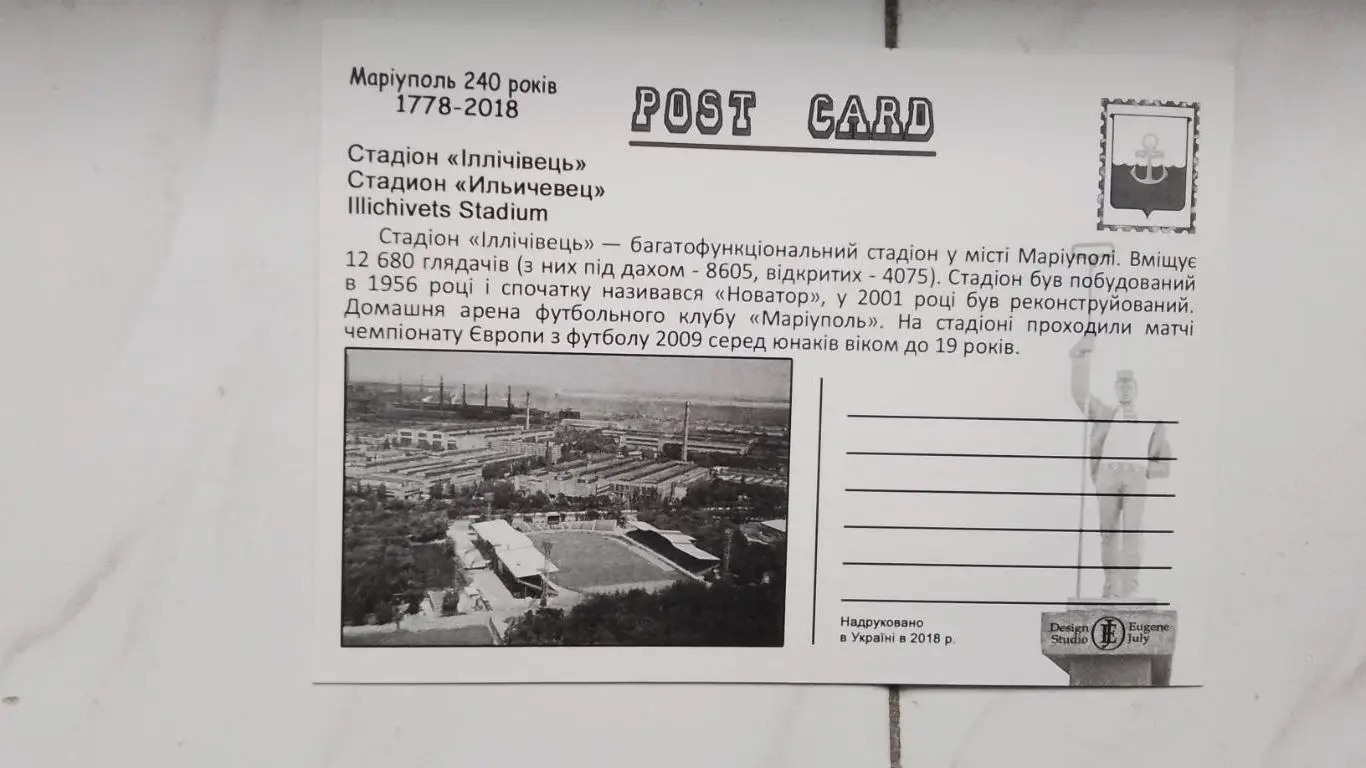 Маріуполь 240 років
1778-2018
POST CARD
Стадіон «Іллічівець»
Стадион «Ильичевец»
Illichivets Stadium
Стадіон «Іллічівець» — багатофункціональний стадіон у місті Маріуполі. Вміщує
12 680 глядачів (з них під дахом - 8605, відкритих - 4075). Стадіон був побудований
в 1956 році і спочатку називався «Новатор», у 2001 році був реконструйований.
Домашня арена футбольного клубу «Маріуполь». На стадіоні проходили матчі
чемпіонату Європи з футболу 2009 серед юнаків віком до 19 років.
Надруковано
в Україні в 2018 р.
Design Eugene
Studio July